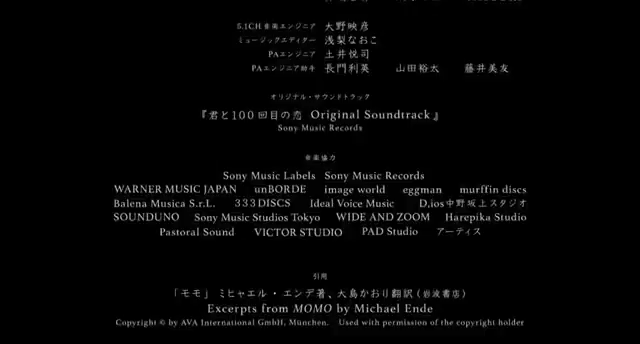 5.1CH 音楽エンジニア 大野映彦
ミュージックエディター 浅梨なおこ
PAエンジニア 土井悦司
PAエンジニア助手 長門利英 山田裕太 藤井美友
オリジナル・サウンドトラック
『君と100回目の恋 Original Soundtrack』
Sony Music Records
音楽協力
Sony Music Labels Sony Music Records
WARNER MUSIC JAPAN unBORDE image world eggman murffin discs
Balena Musica S.r.L. 333DISCS Ideal Voice Music D,ios中野坂上スタジオ
SOUNDUNO Sony Music Studios Tokyo WIDE AND ZOOM Harepika Studio
Pastoral Sound VICTOR STUDIO PAD Studio アーティス
引用
「モモ」 ミヒャエル・エンデ著、大島かおり翻訳(岩波書店)
Excerpts from MOMO by Michael Ende
Copyright © by AVA International GmbH, München. Used with permission of the copyright holder